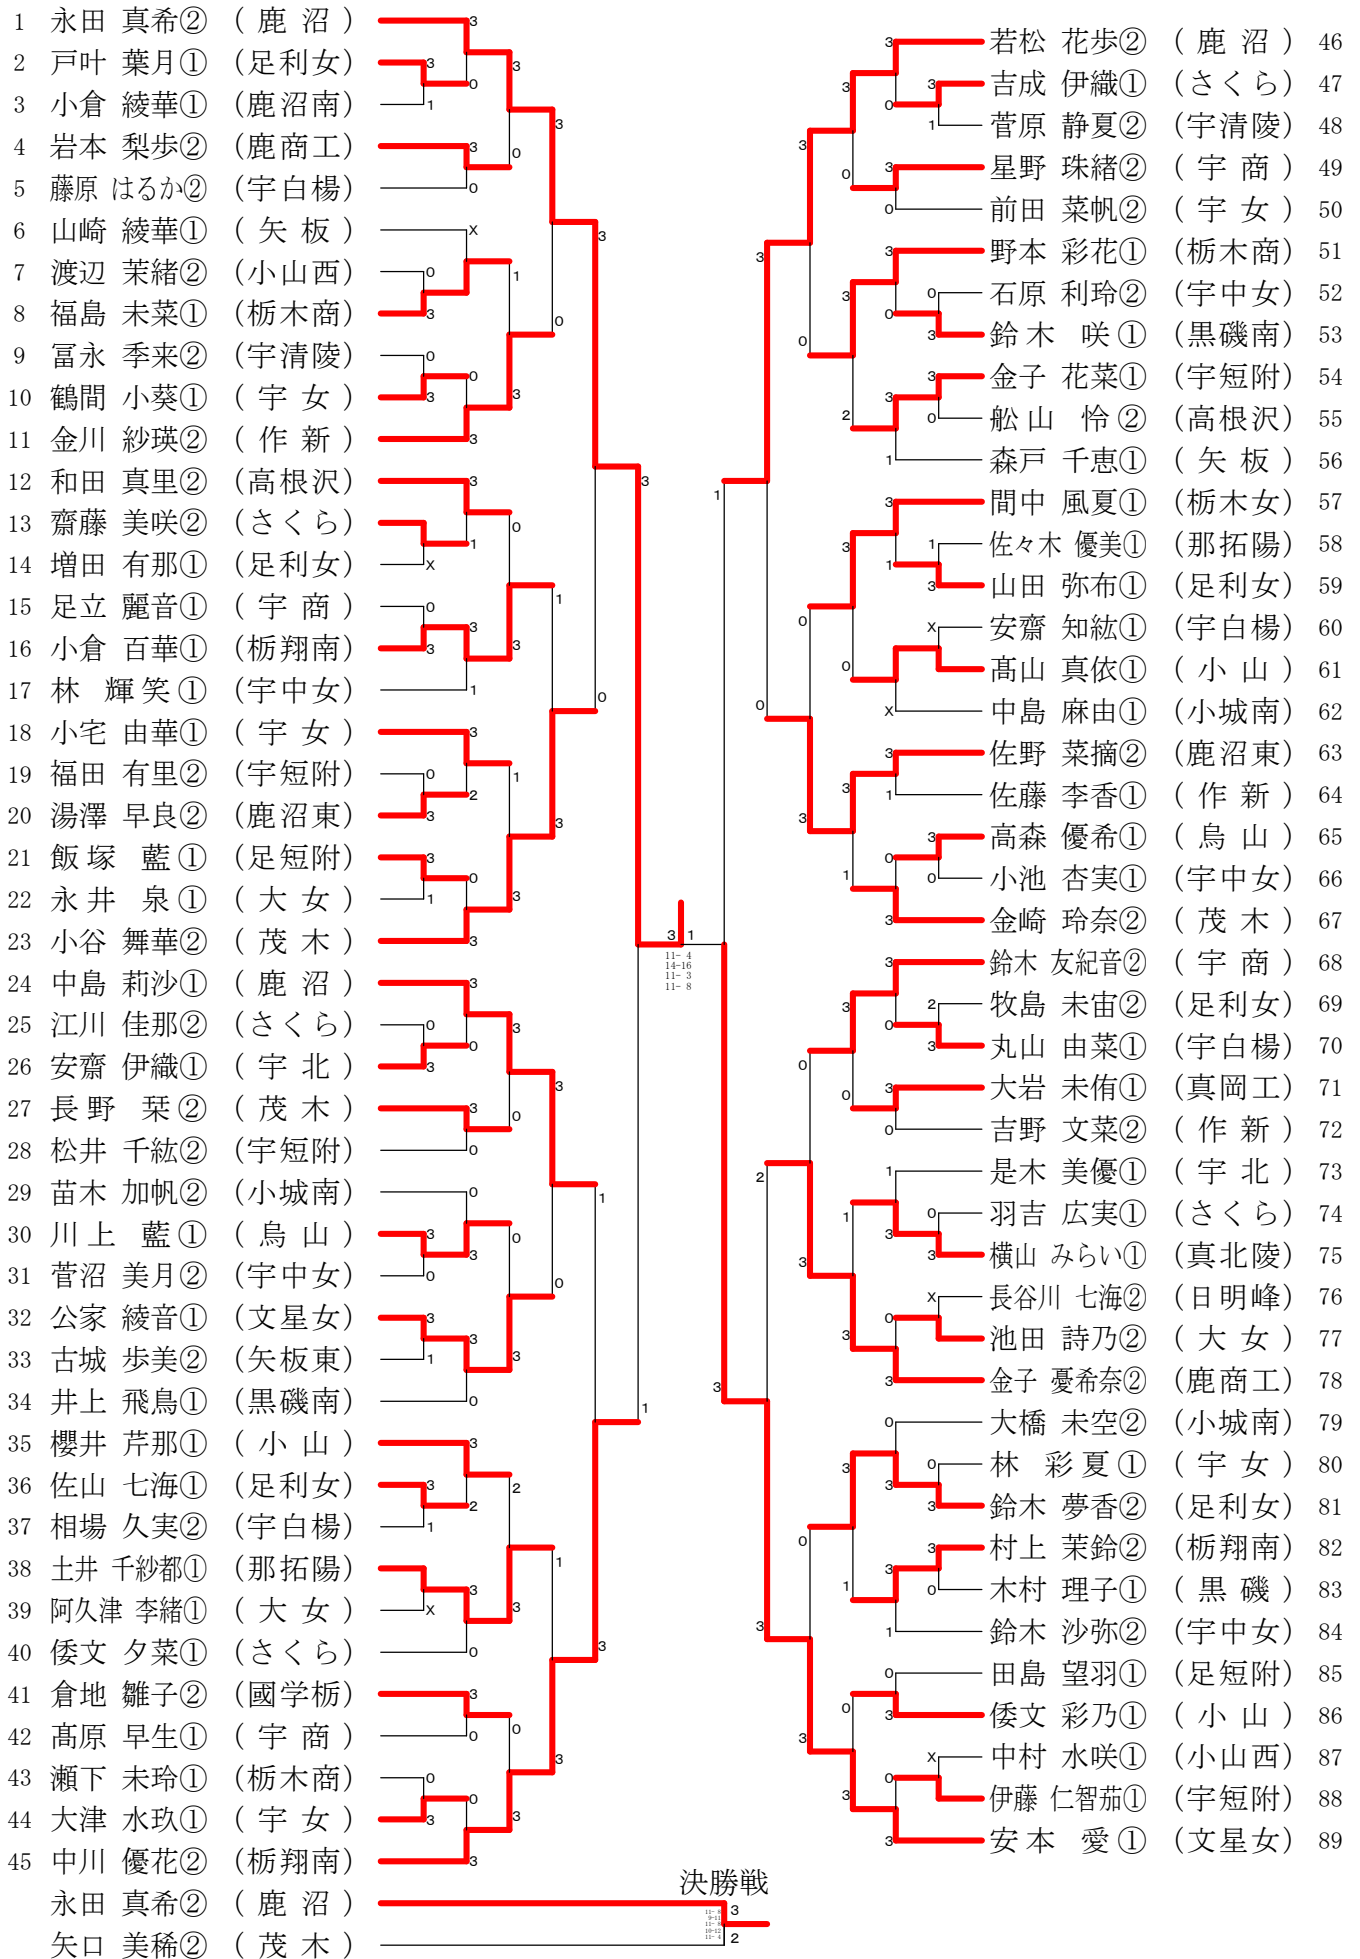 1 永田 真希② ( 鹿 沼 )
2 戸叶 葉月① (足利女)
3 小倉 綾華① (鹿沼南)
4 岩本 梨歩② (鹿商工)
5 藤原 はるか② (宇白楊)
6 山崎 綾華① ( 矢 板 )
7 渡辺 茉緒② (小山西)
8 福島 未菜① (栃木商)
9 冨永 季来② (宇清陵)
10 鶴間 小葵① ( 宇 女 )
11 金川 紗瑛② ( 作 新 )
12 和田 真里② (高根沢)
13 齋藤 美咲② (さくら)
14 増田 有那① (足利女)
15 足立 麗音① ( 宇 商 )
16 小倉 百華① (栃翔南)
17 林 輝笑① (宇中女)
18 小宅 由華① ( 宇 女 )
19 福田 有里② (宇短附)
20 湯澤 早良② (鹿沼東)
21 飯塚 藍① (足短附)
22 永井 泉① ( 大 女 )
23 小谷 舞華② ( 茂 木 )
24 中島 莉沙① ( 鹿 沼 )
25 江川 佳那② (さくら)
26 安齋 伊織① ( 宇 北 )
27 長野 栞② ( 茂 木 )
28 松井 千紘② (宇短附)
29 苗木 加帆② (小城南)
30 川上 藍① ( 烏 山 )
31 菅沼 美月② (宇中女)
32 公家 綾音① (文星女)
33 古城 歩美② (矢板東)
34 井上 飛鳥① (黒磯南)
35 櫻井 芹那① ( 小 山 )
36 佐山 七海① (足利女)
37 相場 久実② (宇白楊)
38 土井 千紗都① (那拓陽)
39 阿久津 李緒① ( 大 女 )
40 倭文 夕菜① (さくら)
41 倉地 雛子② (國学栃)
42 髙原 早生① ( 宇 商 )
43 瀬下 未玲① (栃木商)
44 大津 水玖① ( 宇 女 )
45 中川 優花② (栃翔南)
若松 花歩② ( 鹿 沼 ) 46
吉成 伊織① (さくら) 47
菅原 静夏② (宇清陵) 48
星野 珠緒② ( 宇 商 ) 49
前田 菜帆② ( 宇 女 ) 50
野本 彩花① (栃木商) 51
石原 利玲② (宇中女) 52
鈴木 咲① (黒磯南) 53
金子 花菜① (宇短附) 54
舩山 怜② (高根沢) 55
森戸 千恵① ( 矢 板 ) 56
間中 風夏① (栃木女) 57
佐々木 優美① (那拓陽) 58
山田 弥布① (足利女) 59
安齋 知紘① (宇白楊) 60
髙山 真依① ( 小 山 ) 61
中島 麻由① (小城南) 62
佐野 菜摘② (鹿沼東) 63
佐藤 李香① ( 作 新 ) 64
高森 優希① ( 烏 山 ) 65
小池 杏実① (宇中女) 66
金崎 玲奈② ( 茂 木 ) 67
鈴木 友紀音② ( 宇 商 ) 68
牧島 未宙② (足利女) 69
丸山 由菜① (宇白楊) 70
大岩 未侑① (真岡工) 71
吉野 文菜② ( 作 新 ) 72
是木 美優① ( 宇 北 ) 73
羽吉 広実① (さくら) 74
横山 みらい① (真北陵) 75
長谷川 七海② (日明峰) 76
池田 詩乃② ( 大 女 ) 77
金子 憂希奈② (鹿商工) 78
大橋 未空② (小城南) 79
林 彩夏① ( 宇 女 ) 80
鈴木 夢香② (足利女) 81
村上 茉鈴② (栃翔南) 82
木村 理子① ( 黒 磯 ) 83
鈴木 沙弥② (宇中女) 84
田島 望羽① (足短附) 85
倭文 彩乃① ( 小 山 ) 86
中村 水咲① (小山西) 87
伊藤 仁智茄① (宇短附) 88
安本 愛① (文星女) 89
3 1
11- 4
14-16
11- 3
11- 8
決勝戦
永田 真希② ( 鹿 沼 ) 3
矢口 美稀② ( 茂 木 ) 2